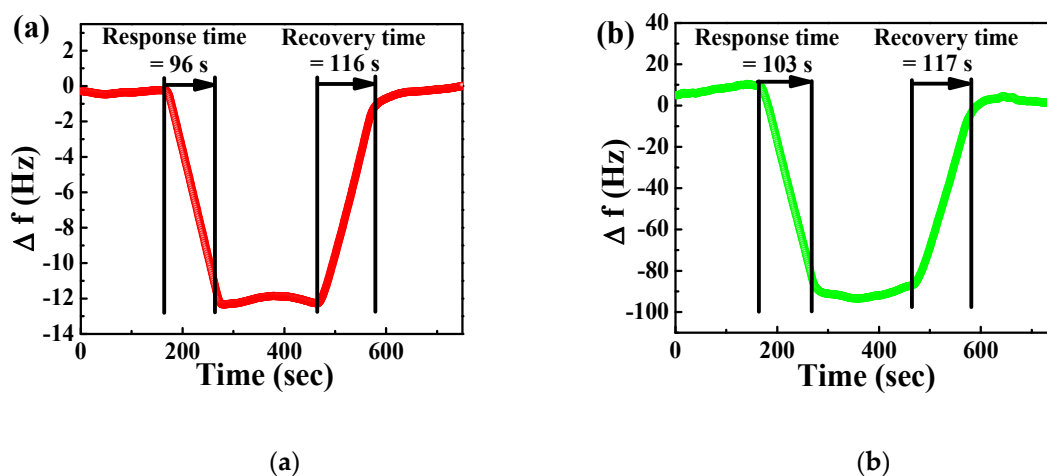 (a)
Response time
= 96 s
Recovery time
= 116 s
2
0
-2
-4
-6
-8
-10
-12
-14
Δ f (Hz)
0 200 400 600
Time (sec)
(b)
Response time
= 103 s
Recovery time
= 117 s
40
20
0
-20
-40
-60
-80
-100
Δ f (Hz)
0 200 400 600
Time (sec)
(a)
(b)